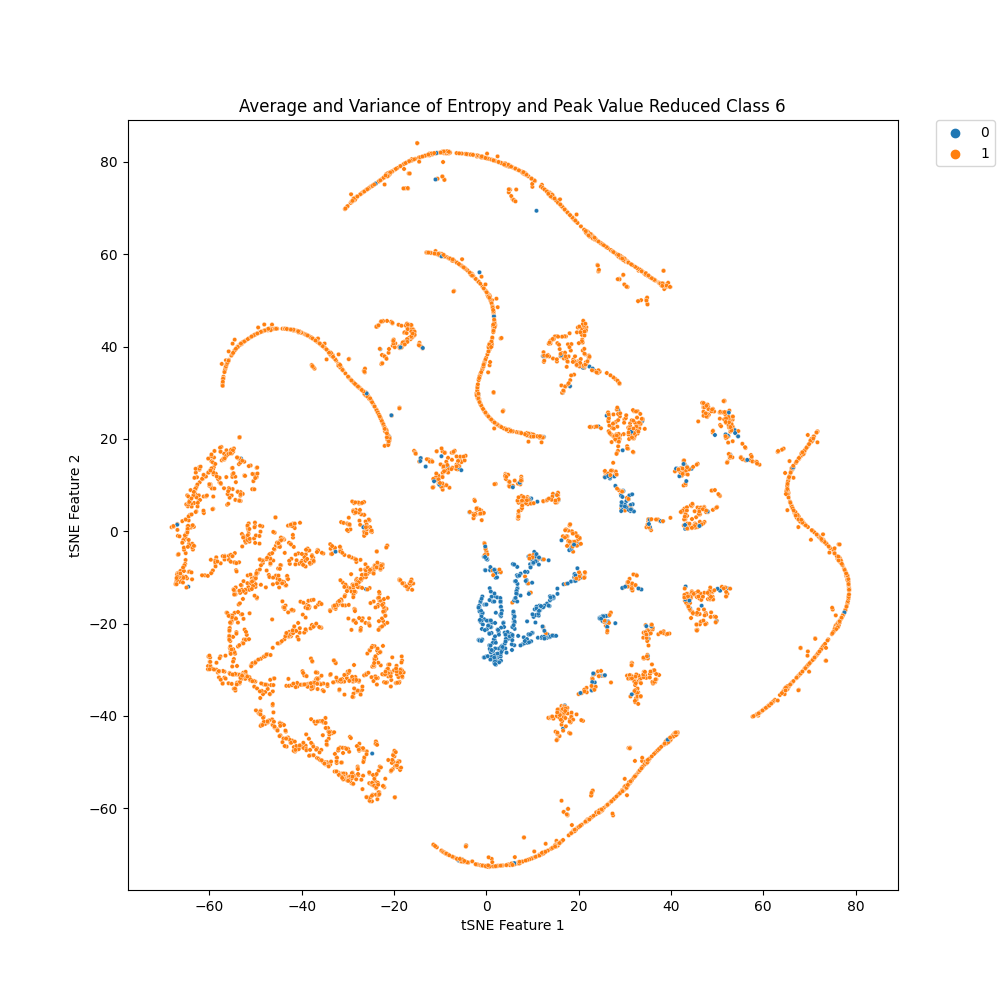 Average and Variance of Entropy and Peak Value Reduced Class 6
0
1
80
60
40
20
0
−20
−40
−60
tSNE Feature 2
−60 −40 −20 0 20 40 60 80
tSNE Feature 1